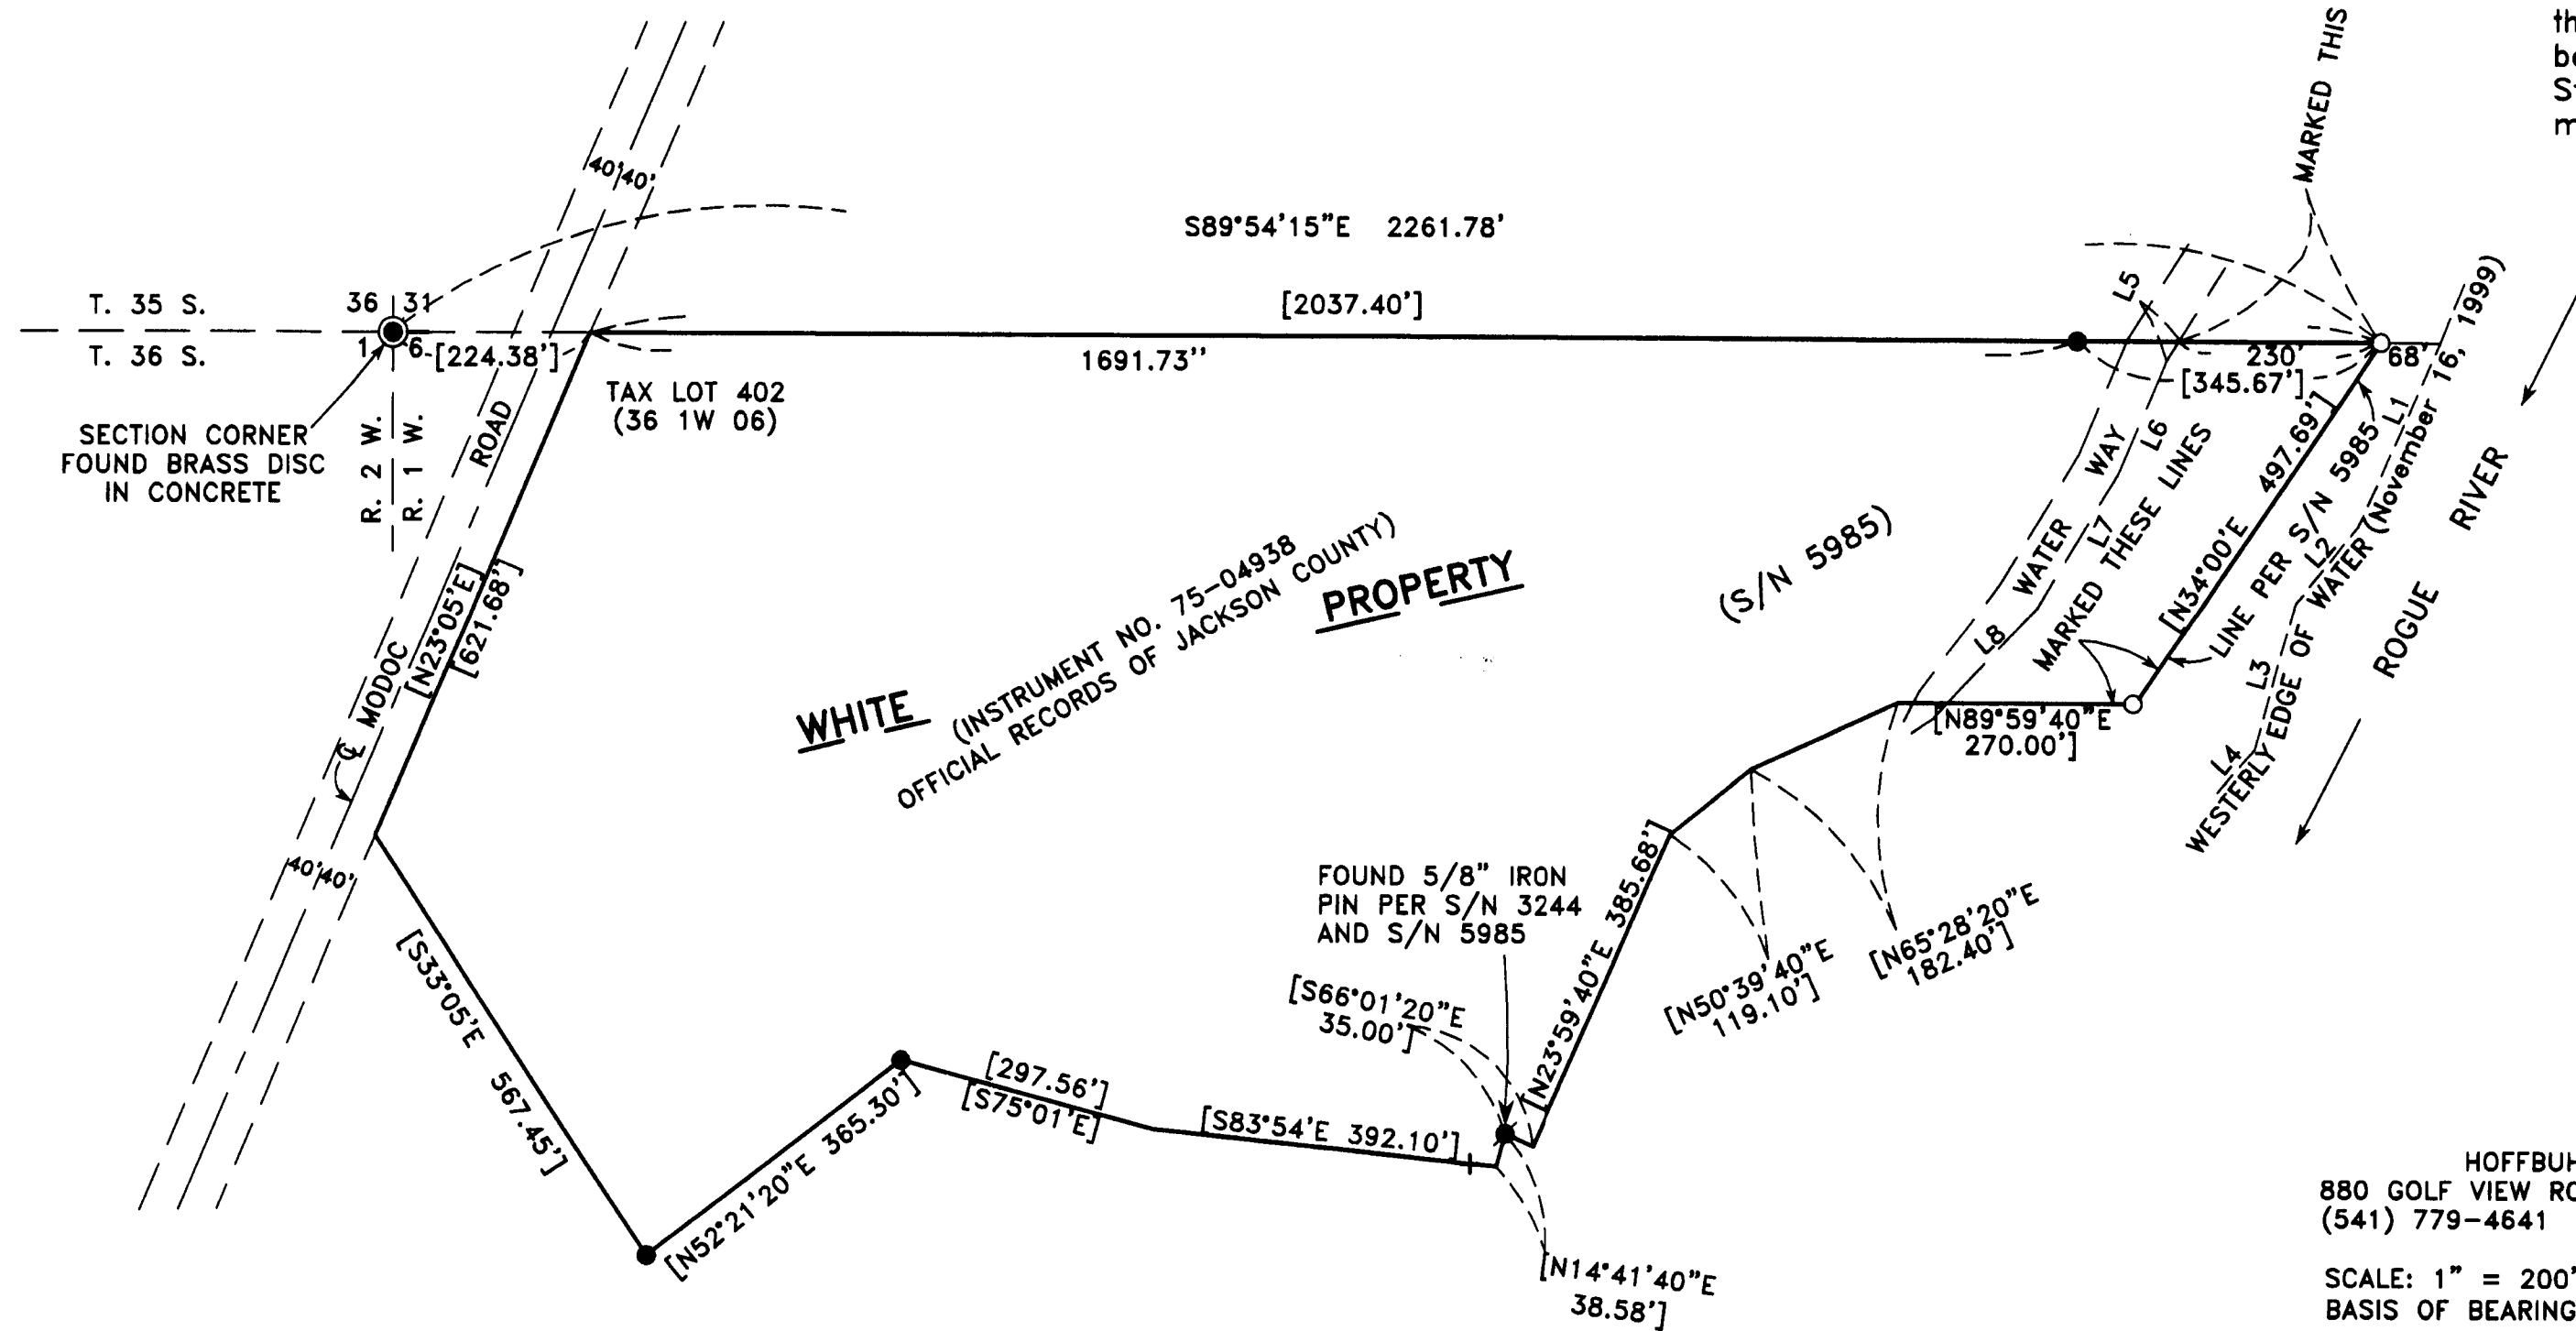 th
be
St
m
MARKED THIS
40' 40'
S89°54'15"E 2261.78'
[2037.40']
1691.73"
T. 35 S.
T. 36 S.
36 31
1 6
[224.38']
TAX LOT 402
(36 1W 06)
SECTION CORNER
FOUND BRASS DISC
IN CONCRETE
R. 2 W.
R. 1 W.
L5
230'
68'
[345.67']
[N23°05'E]
[621.68']
℄ MODOC ROAD
40' 40'
WHITE PROPERTY
(INSTRUMENT NO. 75-04938
OFFICIAL RECORDS OF JACKSON COUNTY)
(S/N 5985)
WATER WAY
L6
L7
L8
MARKED THESE LINES
[N34°00'E 497.69']
LINE PER S/N 5985
L1
L2
L3
L4
WESTERLY EDGE OF WATER (November 16, 1999)
ROGUE RIVER
[N89°59'40"E
270.00']
[N65°28'20"E
182.40']
[N50°39'40"E
119.10']
[N23°59'40"E 385.68']
FOUND 5/8" IRON
PIN PER S/N 3244
AND S/N 5985
[S66°01'20"E
35.00']
[S33°05'E 567.45']
[N52°21'20"E 365.30']
[297.56']
[S75°01'E]
[S83°54'E 392.10']
[N14°41'40"E
38.58']
HOFFBUH
880 GOLF VIEW RO
(541) 779-4641
SCALE: 1" = 200'
BASIS OF BEARING